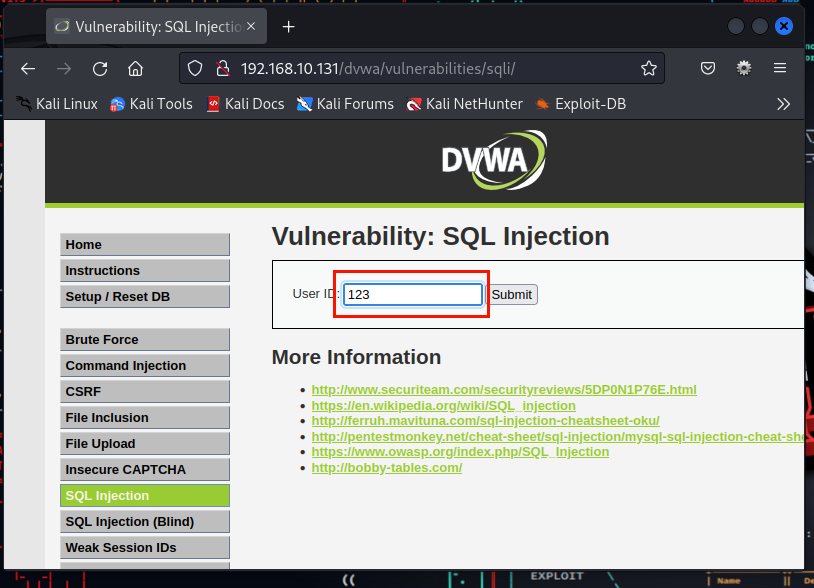 Vulnerability: SQL Injectio
192.168.10.131/dvwa/vulnerabilities/sqli/
Kali Linux Kali Tools Kali Docs Kali Forums Kali NetHunter Exploit-DB
DVWA
Vulnerability: SQL Injection
User ID: 123 Submit
More Information
http://www.securiteam.com/securityreviews/5DP0N1P76E.html
https://en.wikipedia.org/wiki/SQL_injection
http://ferruh.mavituna.com/sql-injection-cheatsheet-oku/
http://pentestmonkey.net/cheat-sheet/sql-injection/mysql-sql-injection-cheat-she
https://www.owasp.org/index.php/SQL_Injection
http://bobby-tables.com/
Home
Instructions
Setup / Reset DB
Brute Force
Command Injection
CSRF
File Inclusion
File Upload
Insecure CAPTCHA
SQL Injection
SQL Injection (Blind)
Weak Session IDs
EXPLOIT
Name